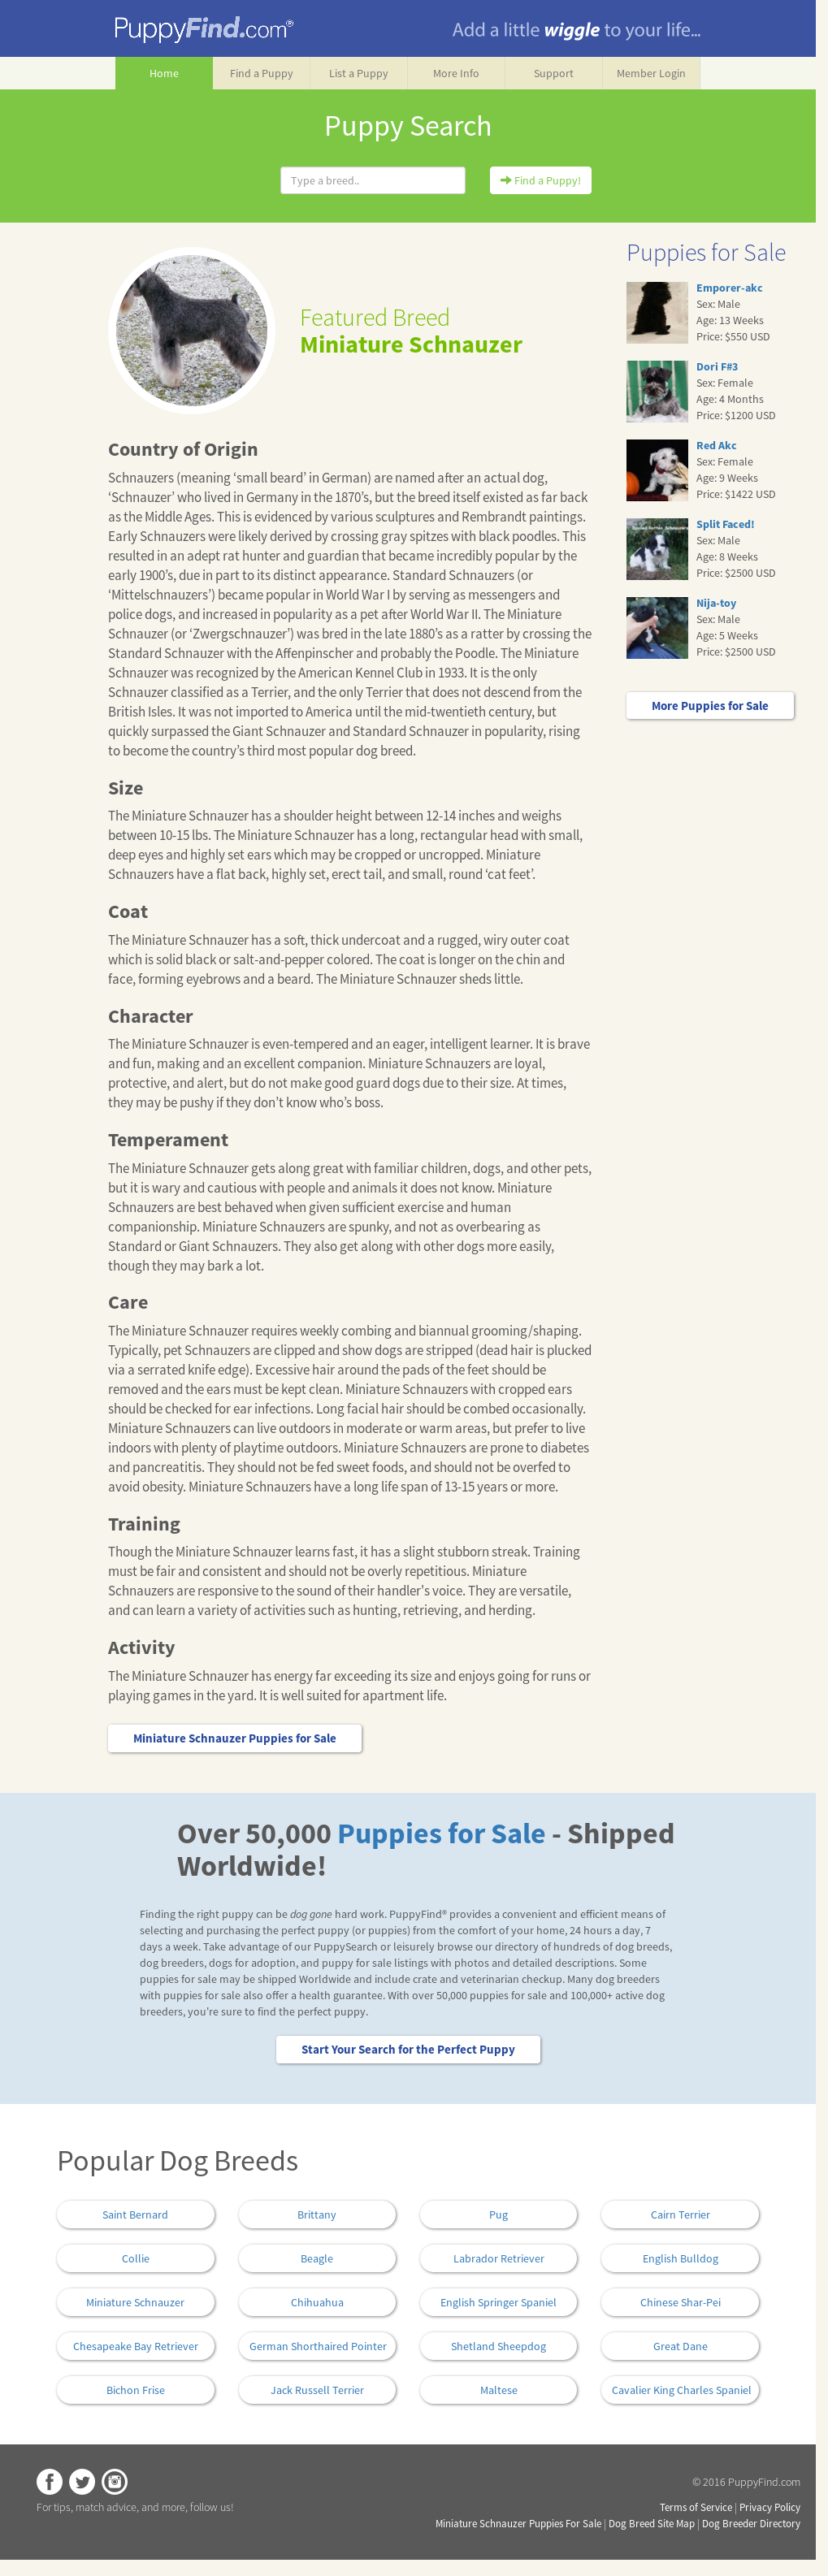 PuppyFind.com®
Add a little wiggle to your life...
Home
Find a Puppy
List a Puppy
More Info
Support
Member Login
Puppy Search
Type a breed..
Find a Puppy!
Featured Breed
Miniature Schnauzer
Country of Origin
Schnauzers (meaning ‘small beard’ in German) are named after an actual dog,
‘Schnauzer’ who lived in Germany in the 1870’s, but the breed itself existed as far back
as the Middle Ages. This is evidenced by various sculptures and Rembrandt paintings.
Early Schnauzers were likely derived by crossing gray spitzes with black poodles. This
resulted in an adept rat hunter and guardian that became incredibly popular by the
early 1900’s, due in part to its distinct appearance. Standard Schnauzers (or
‘Mittelschnauzers’) became popular in World War I by serving as messengers and
police dogs, and increased in popularity as a pet after World War II. The Miniature
Schnauzer (or ‘Zwergschnauzer’) was bred in the late 1880’s as a ratter by crossing the
Standard Schnauzer with the Affenpinscher and probably the Poodle. The Miniature
Schnauzer was recognized by the American Kennel Club in 1933. It is the only
Schnauzer classified as a Terrier, and the only Terrier that does not descend from the
British Isles. It was not imported to America until the mid-twentieth century, but
quickly surpassed the Giant Schnauzer and Standard Schnauzer in popularity, rising
to become the country’s third most popular dog breed.
Size
The Miniature Schnauzer has a shoulder height between 12-14 inches and weighs
between 10-15 lbs. The Miniature Schnauzer has a long, rectangular head with small,
deep eyes and highly set ears which may be cropped or uncropped. Miniature
Schnauzers have a flat back, highly set, erect tail, and small, round ‘cat feet’.
Coat
The Miniature Schnauzer has a soft, thick undercoat and a rugged, wiry outer coat
which is solid black or salt-and-pepper colored. The coat is longer on the chin and
face, forming eyebrows and a beard. The Miniature Schnauzer sheds little.
Character
The Miniature Schnauzer is even-tempered and an eager, intelligent learner. It is brave
and fun, making and an excellent companion. Miniature Schnauzers are loyal,
protective, and alert, but do not make good guard dogs due to their size. At times,
they may be pushy if they don’t know who’s boss.
Temperament
The Miniature Schnauzer gets along great with familiar children, dogs, and other pets,
but it is wary and cautious with people and animals it does not know. Miniature
Schnauzers are best behaved when given sufficient exercise and human
companionship. Miniature Schnauzers are spunky, and not as overbearing as
Standard or Giant Schnauzers. They also get along with other dogs more easily,
though they may bark a lot.
Care
The Miniature Schnauzer requires weekly combing and biannual grooming/shaping.
Typically, pet Schnauzers are clipped and show dogs are stripped (dead hair is plucked
via a serrated knife edge). Excessive hair around the pads of the feet should be
removed and the ears must be kept clean. Miniature Schnauzers with cropped ears
should be checked for ear infections. Long facial hair should be combed occasionally.
Miniature Schnauzers can live outdoors in moderate or warm areas, but prefer to live
indoors with plenty of playtime outdoors. Miniature Schnauzers are prone to diabetes
and pancreatitis. They should not be fed sweet foods, and should not be overfed to
avoid obesity. Miniature Schnauzers have a long life span of 13-15 years or more.
Training
Though the Miniature Schnauzer learns fast, it has a slight stubborn streak. Training
must be fair and consistent and should not be overly repetitious. Miniature
Schnauzers are responsive to the sound of their handler's voice. They are versatile,
and can learn a variety of activities such as hunting, retrieving, and herding.
Activity
The Miniature Schnauzer has energy far exceeding its size and enjoys going for runs or
playing games in the yard. It is well suited for apartment life.
Miniature Schnauzer Puppies for Sale
Puppies for Sale
Emporer-akc
Sex: Male
Age: 13 Weeks
Price: $550 USD
Dori F#3
Sex: Female
Age: 4 Months
Price: $1200 USD
Red Akc
Sex: Female
Age: 9 Weeks
Price: $1422 USD
Split Faced!
Sex: Male
Age: 8 Weeks
Price: $2500 USD
Nija-toy
Sex: Male
Age: 5 Weeks
Price: $2500 USD
More Puppies for Sale
Over 50,000 Puppies for Sale - Shipped
Worldwide!
Finding the right puppy can be dog gone hard work. PuppyFind® provides a convenient and efficient means of
selecting and purchasing the perfect puppy (or puppies) from the comfort of your home, 24 hours a day, 7
days a week. Take advantage of our PuppySearch or leisurely browse our directory of hundreds of dog breeds,
dog breeders, dogs for adoption, and puppy for sale listings with photos and detailed descriptions. Some
puppies for sale may be shipped Worldwide and include crate and veterinarian checkup. Many dog breeders
with puppies for sale also offer a health guarantee. With over 50,000 puppies for sale and 100,000+ active dog
breeders, you're sure to find the perfect puppy.
Start Your Search for the Perfect Puppy
Popular Dog Breeds
Saint Bernard
Brittany
Pug
Cairn Terrier
Collie
Beagle
Labrador Retriever
English Bulldog
Miniature Schnauzer
Chihuahua
English Springer Spaniel
Chinese Shar-Pei
Chesapeake Bay Retriever
German Shorthaired Pointer
Shetland Sheepdog
Great Dane
Bichon Frise
Jack Russell Terrier
Maltese
Cavalier King Charles Spaniel
For tips, match advice, and more, follow us!
© 2016 PuppyFind.com
Terms of Service | Privacy Policy
Miniature Schnauzer Puppies For Sale | Dog Breed Site Map | Dog Breeder Directory